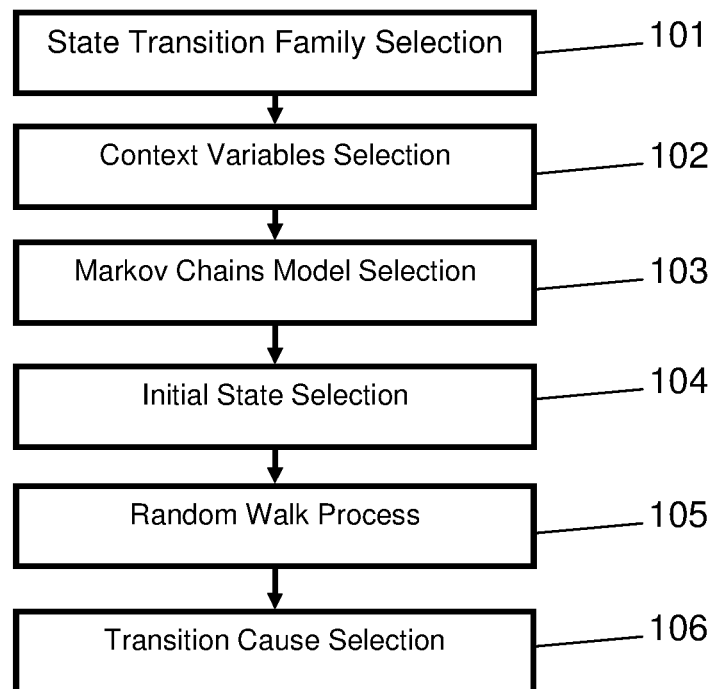 State Transition Family Selection 101
Context Variables Selection 102
Markov Chains Model Selection 103
Initial State Selection 104
Random Walk Process 105
Transition Cause Selection 106